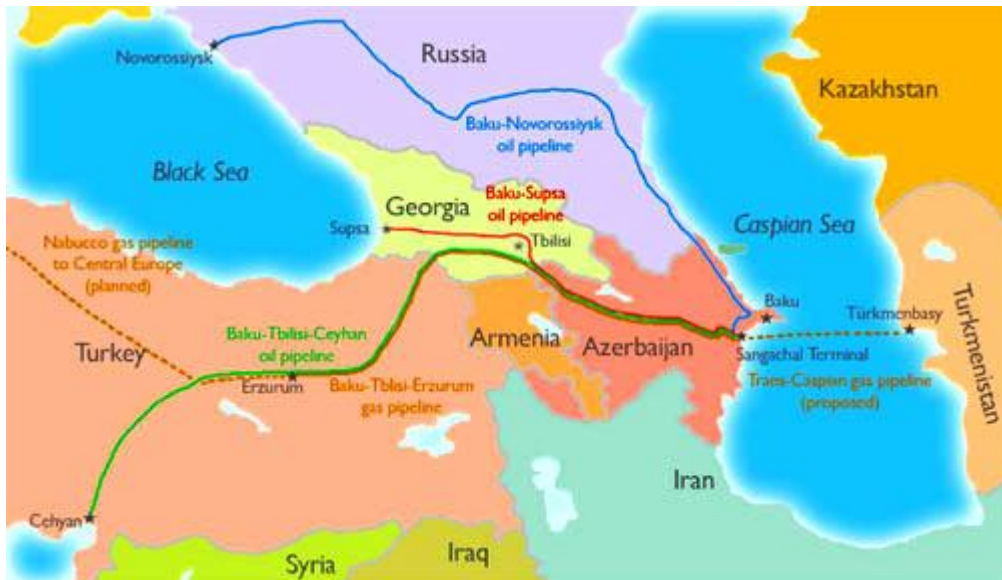 Novorossiysk
Russia
Kazakhstan
Baku-Novorossiysk
oil pipeline
Black Sea
Baku-Supsa
oil pipeline
Georgia
Supsa
Tbilisi
Caspian Sea
Nabucco gas pipeline
to Central Europe
(planned)
Baku
Türkmenbasy
Turkmenistan
Baku-Tbilisi-Ceyhan
oil pipeline
Armenia
Azerbaijan
Sangachal Terminal
Turkey
Erzurum
Baku-Tblisi-Erzurum
gas pipeline
Trans-Caspian gas pipeline
(proposed)
Iran
Cehyan
Syria
Iraq